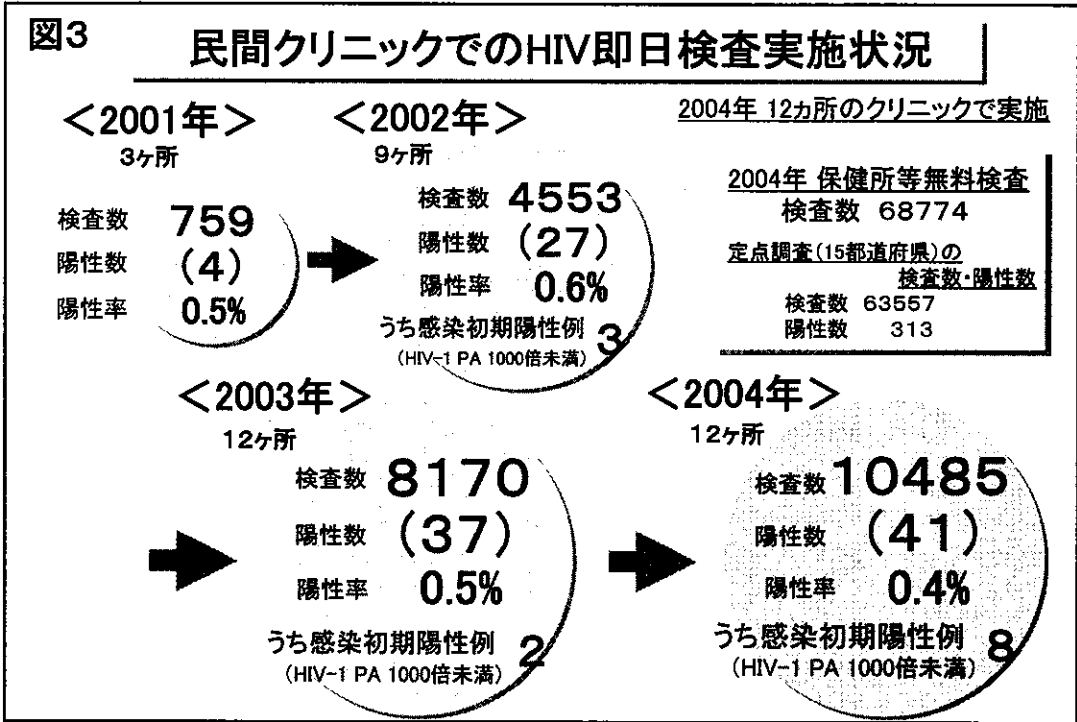 図3
民間クリニックでのHIV即日検査実施状況
2004年 12ヵ所のクリニックで実施
＜2001年＞
3ヶ所
検査数 759
陽性数 (4)
陽性率 0.5%
＜2002年＞
9ヶ所
検査数 4553
陽性数 (27)
陽性率 0.6%
うち感染初期陽性例 3
(HIV-1 PA 1000倍未満)
2004年 保健所等無料検査
検査数 68774
定点調査(15都道府県)の
検査数・陽性数
検査数 63557
陽性数 313
＜2003年＞
12ヶ所
検査数 8170
陽性数 (37)
陽性率 0.5%
うち感染初期陽性例 2
(HIV-1 PA 1000倍未満)
＜2004年＞
12ヶ所
検査数 10485
陽性数 (41)
陽性率 0.4%
うち感染初期陽性例 8
(HIV-1 PA 1000倍未満)